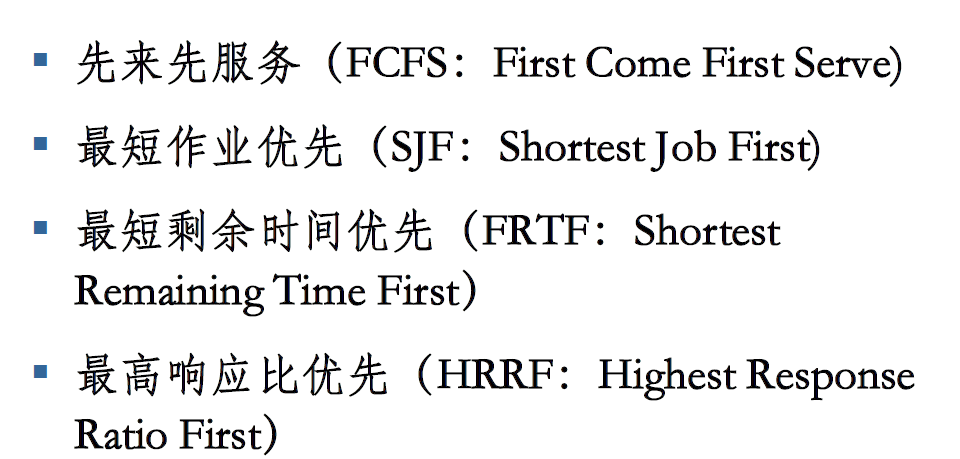 ▪ 先来先服务（FCFS：First Come First Serve)
▪ 最短作业优先（SJF：Shortest Job First)
▪ 最短剩余时间优先（FRTF：Shortest
Remaining Time First）
▪ 最高响应比优先（HRRF：Highest Response
Ratio First）